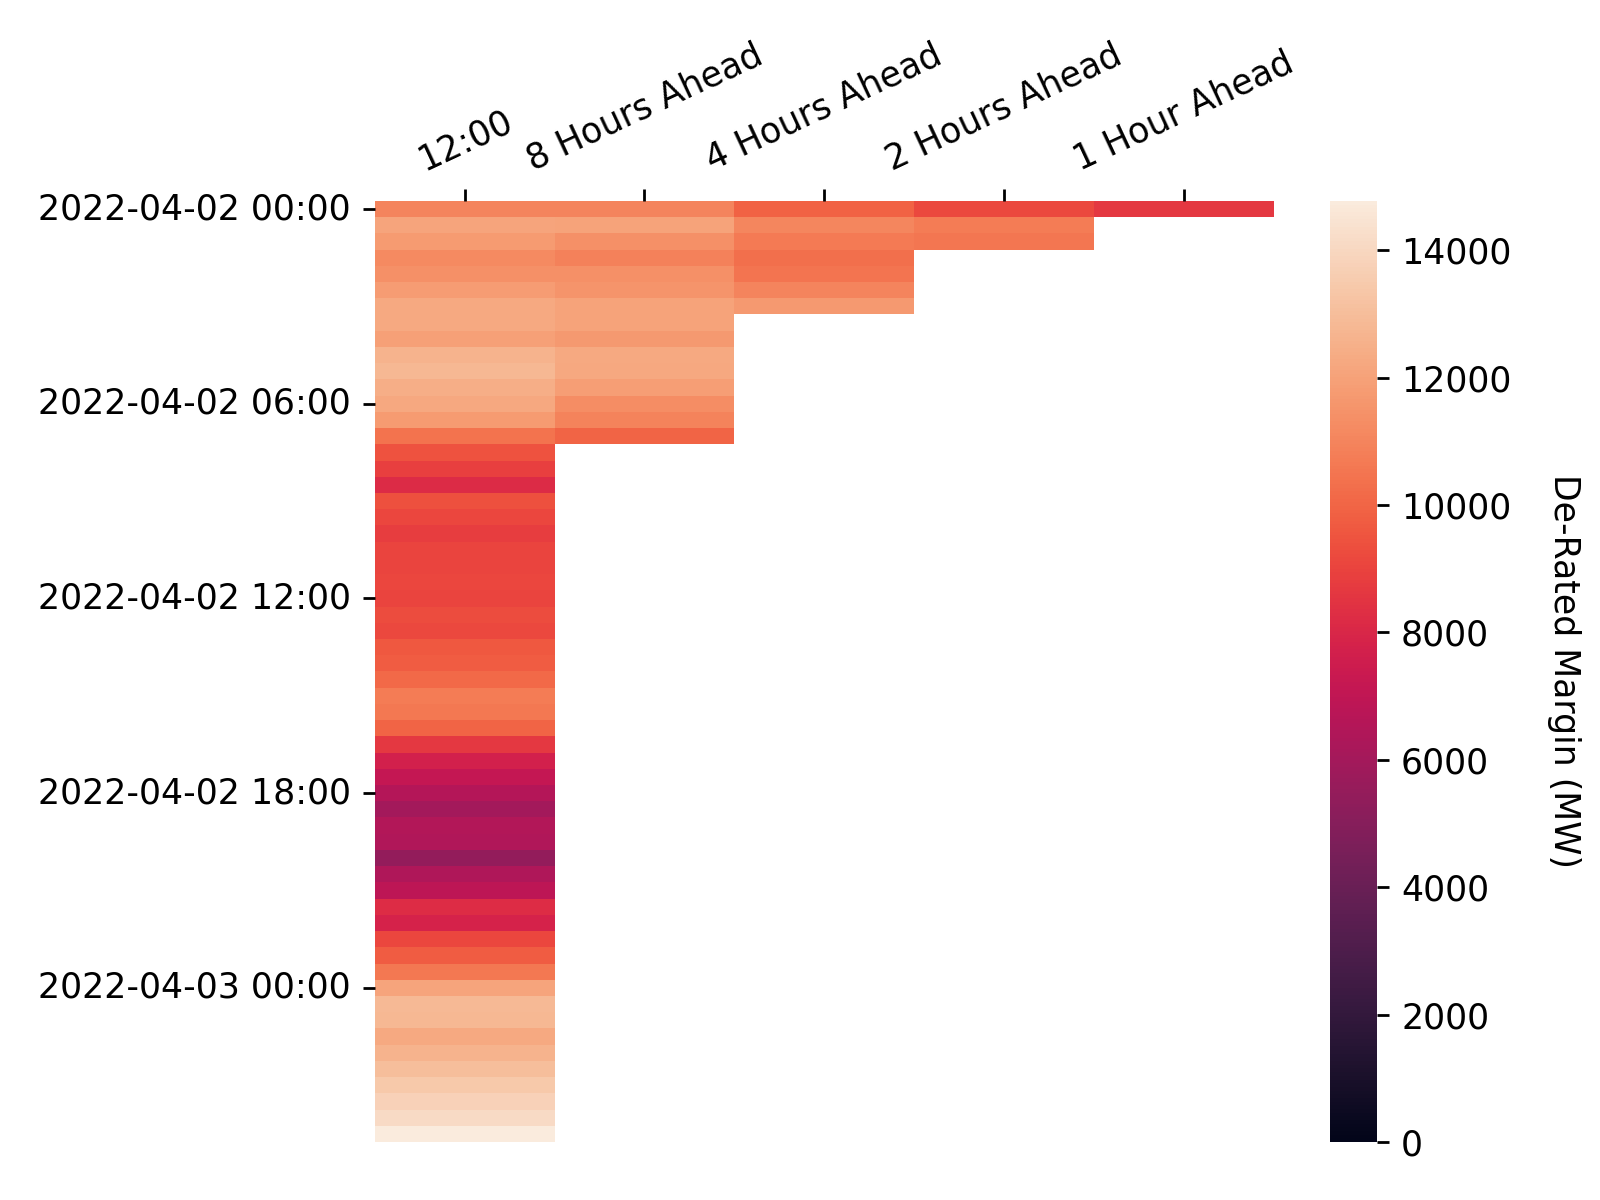 12:00
8 Hours Ahead
4 Hours Ahead
2 Hours Ahead
1 Hour Ahead
2022-04-02 00:00
2022-04-02 06:00
2022-04-02 12:00
2022-04-02 18:00
2022-04-03 00:00
14000
12000
10000
8000
6000
4000
2000
0
De-Rated Margin (MW)